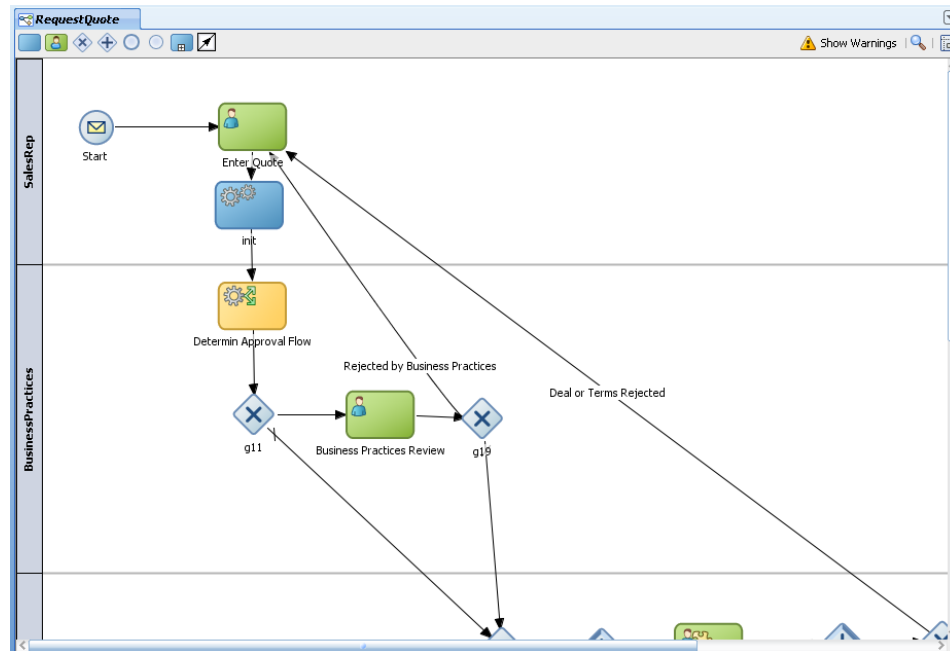 RequestQuote
Show Warnings
SalesRep
Start
Enter Quote
init
BusinessPractices
Determin Approval Flow
Rejected by Business Practices
Deal or Terms Rejected
g11
Business Practices Review
g19